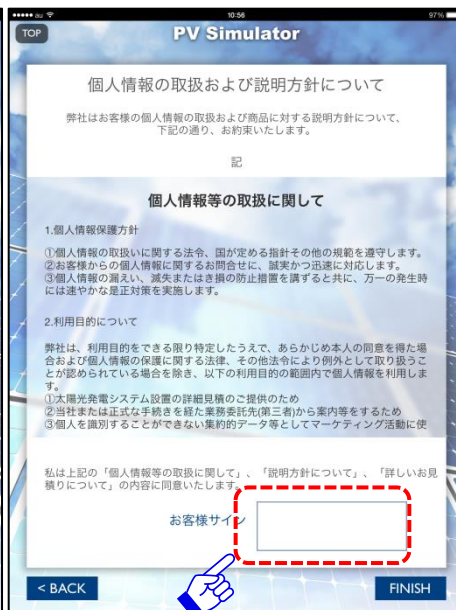 ●●●●● au 10:56 97%
TOP
PV Simulator
個人情報の取扱および説明方針について
弊社はお客様の個人情報の取扱および商品に対する説明方針について、
下記の通り、お約束いたします。
記
個人情報等の取扱に関して
1.個人情報保護方針
①個人情報の取扱いに関する法令、国が定める指針その他の規範を遵守します。
②お客様からの個人情報に関するお問合せに、誠実かつ迅速に対応します。
③個人情報の漏えい、滅失またはき損の防止措置を講ずると共に、万一の発生時
には速やかな是正対策を実施します。
2.利用目的について
弊社は、利用目的をできる限り特定したうえで、あらかじめ本人の同意を得た場
合および個人情報の保護に関する法律、その他法令により例外として取り扱うこ
とが認められている場合を除き、以下の利用目的の範囲内で個人情報を利用しま
す。
①太陽光発電システム設置の詳細見積のご提供のため
②当社または正式な手続きを経た業務委託先(第三者)から案内等をするため
③個人を識別することができない集約的データ等としてマーケティング活動に使
私は上記の「個人情報等の取扱に関して」、「説明方針について」、「詳しいお見
積りについて」の内容に同意いたします。
お客様サイン
< BACK
FINISH